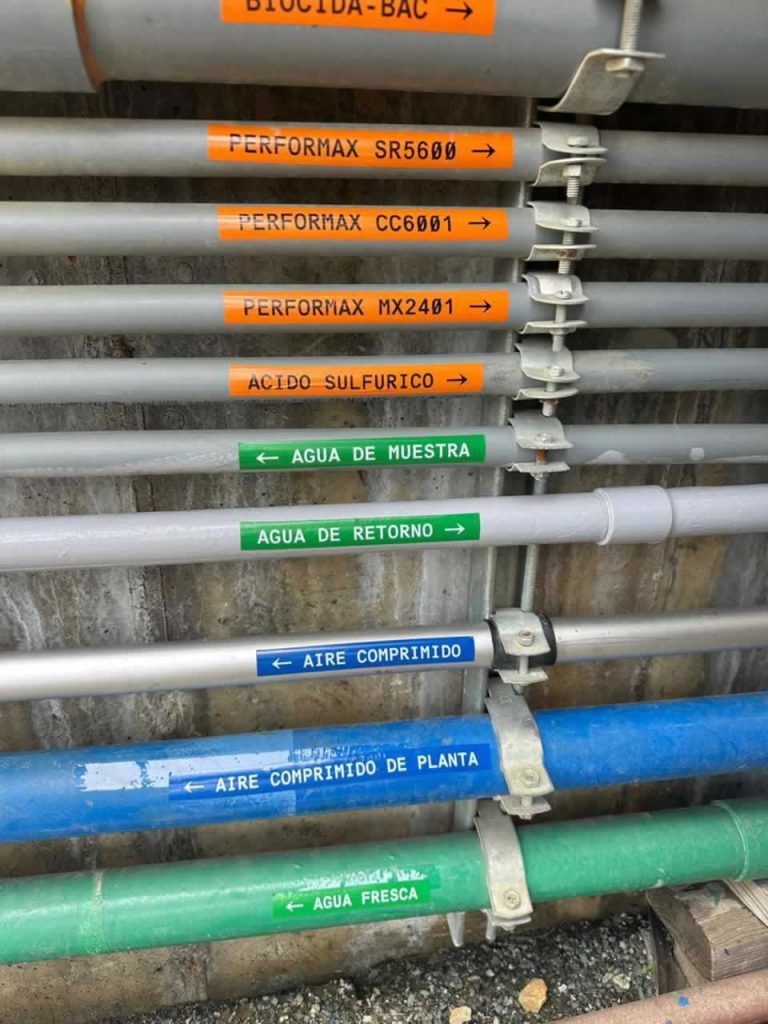 BIOCIDA-BAC →
PERFORMAX SR5600 →
PERFORMAX CC6001 →
PERFORMAX MX2401 →
ACIDO SULFURICO →
← AGUA DE MUESTRA
AGUA DE RETORNO →
← AIRE COMPRIMIDO
← AIRE COMPRIMIDO DE PLANTA
← AGUA FRESCA